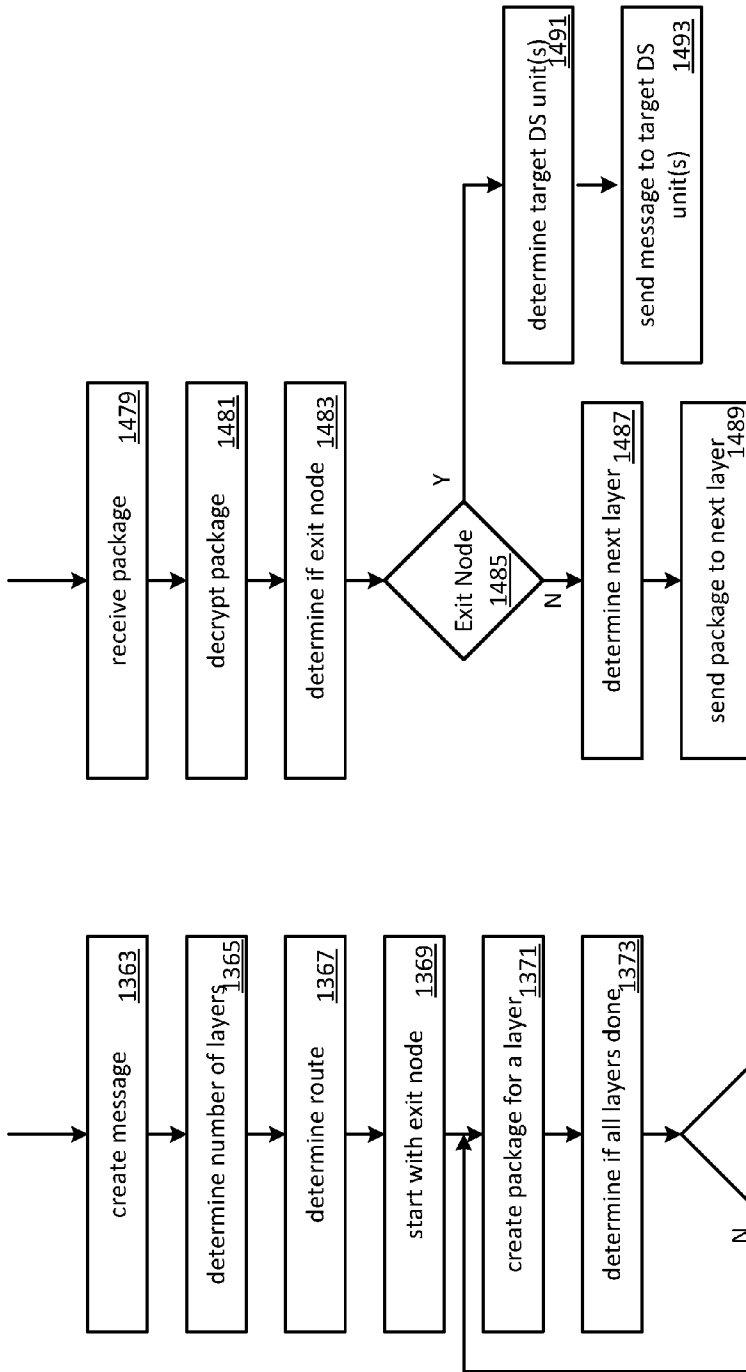 create message 1363
determine number of layers 1365
determine route 1367
start with exit node 1369
create package for a layer 1371
determine if all layers done 1373
N
receive package 1479
decrypt package 1481
determine if exit node 1483
Exit Node
1485
Y
N
determine next layer 1487
send package to next layer 1489
determine target DS unit(s) 1491
send message to target DS
unit(s) 1493